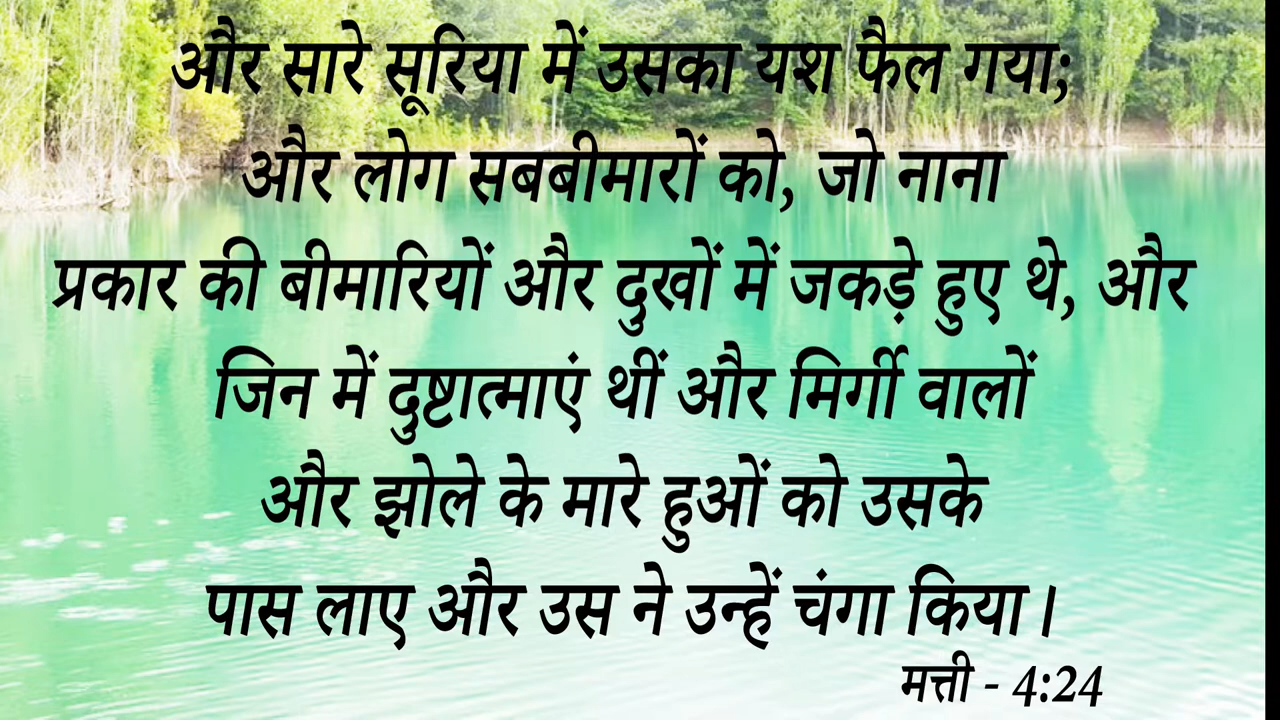 और सारे सूरिया में उसका यश फैल गया;
और लोग सबबीमारों को, जो नाना
प्रकार की बीमारियों और दुखों में जकड़े हुए थे, और
जिन में दुष्टात्माएं थीं और मिर्गी वालों
और झोले के मारे हुओं को उसके
पास लाए और उस ने उन्हें चंगा किया।
मत्ती - 4:24